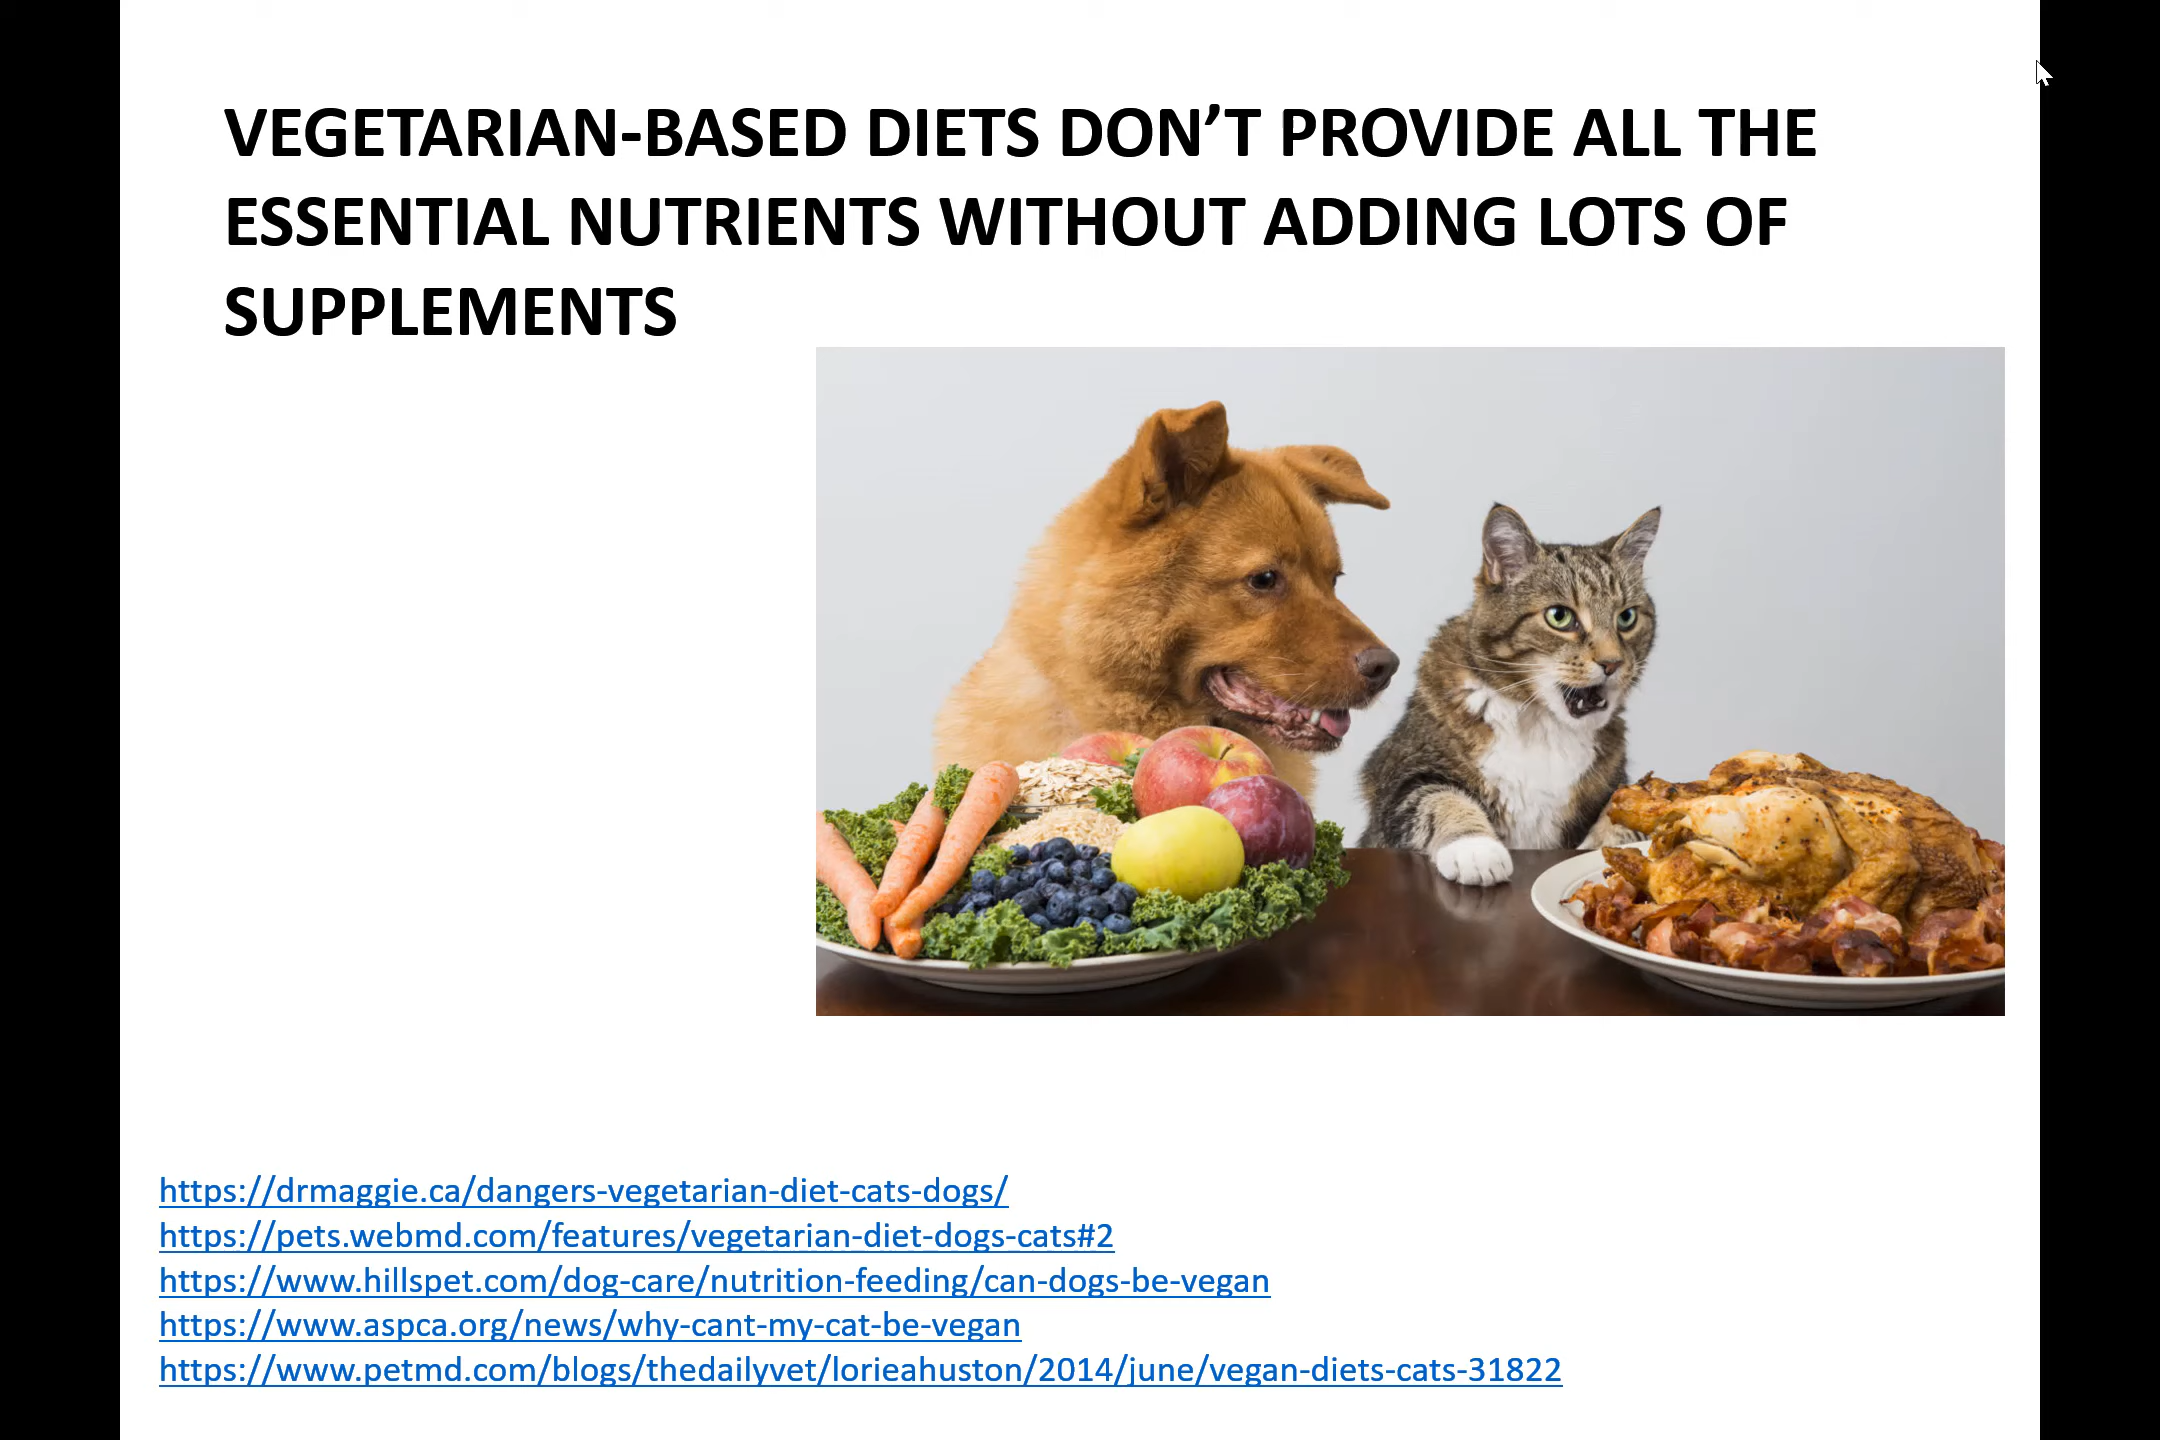 VEGETARIAN-BASED DIETS DON’T PROVIDE ALL THE
ESSENTIAL NUTRIENTS WITHOUT ADDING LOTS OF
SUPPLEMENTS
https://drmaggie.ca/dangers-vegetarian-diet-cats-dogs/
https://pets.webmd.com/features/vegetarian-diet-dogs-cats#2
https://www.hillspet.com/dog-care/nutrition-feeding/can-dogs-be-vegan
https://www.aspca.org/news/why-cant-my-cat-be-vegan
https://www.petmd.com/blogs/thedailyvet/lorieahuston/2014/june/vegan-diets-cats-31822